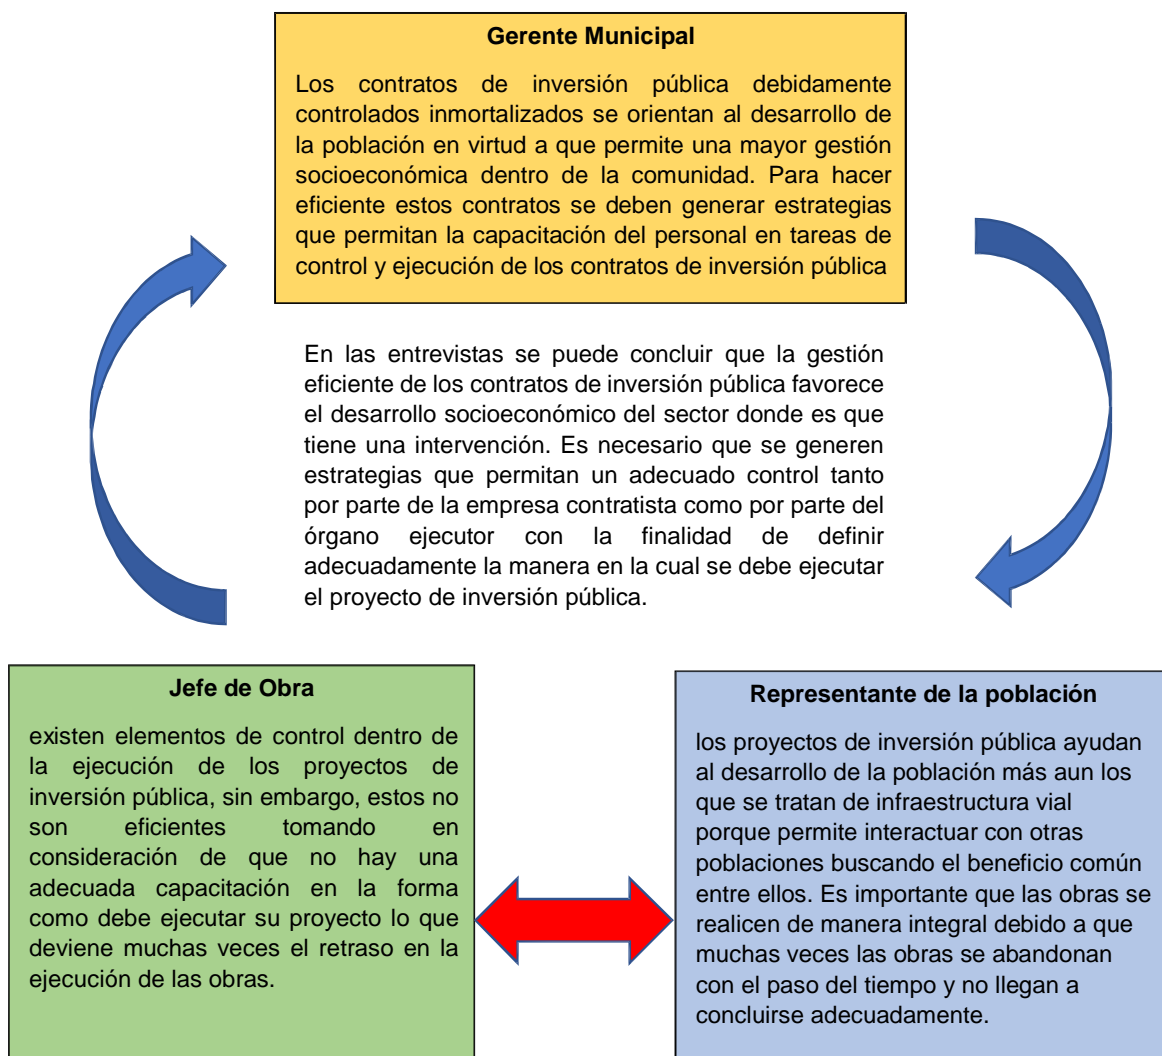 Gerente Municipal
Los contratos de inversión pública debidamente
controlados inmortalizados se orientan al desarrollo de
la población en virtud a que permite una mayor gestión
socioeconómica dentro de la comunidad. Para hacer
eficiente estos contratos se deben generar estrategias
que permitan la capacitación del personal en tareas de
control y ejecución de los contratos de inversión pública
En las entrevistas se puede concluir que la gestión
eficiente de los contratos de inversión pública favorece
el desarrollo socioeconómico del sector donde es que
tiene una intervención. Es necesario que se generen
estrategias que permitan un adecuado control tanto
por parte de la empresa contratista como por parte del
órgano ejecutor con la finalidad de definir
adecuadamente la manera en la cual se debe ejecutar
el proyecto de inversión pública.
Jefe de Obra
existen elementos de control dentro de
la ejecución de los proyectos de
inversión pública, sin embargo, estos no
son eficientes tomando en
consideración de que no hay una
adecuada capacitación en la forma
como debe ejecutar su proyecto lo que
deviene muchas veces el retraso en la
ejecución de las obras.
Representante de la población
los proyectos de inversión pública ayudan
al desarrollo de la población más aun los
que se tratan de infraestructura vial
porque permite interactuar con otras
poblaciones buscando el beneficio común
entre ellos. Es importante que las obras se
realicen de manera integral debido a que
muchas veces las obras se abandonan
con el paso del tiempo y no llegan a
concluirse adecuadamente.